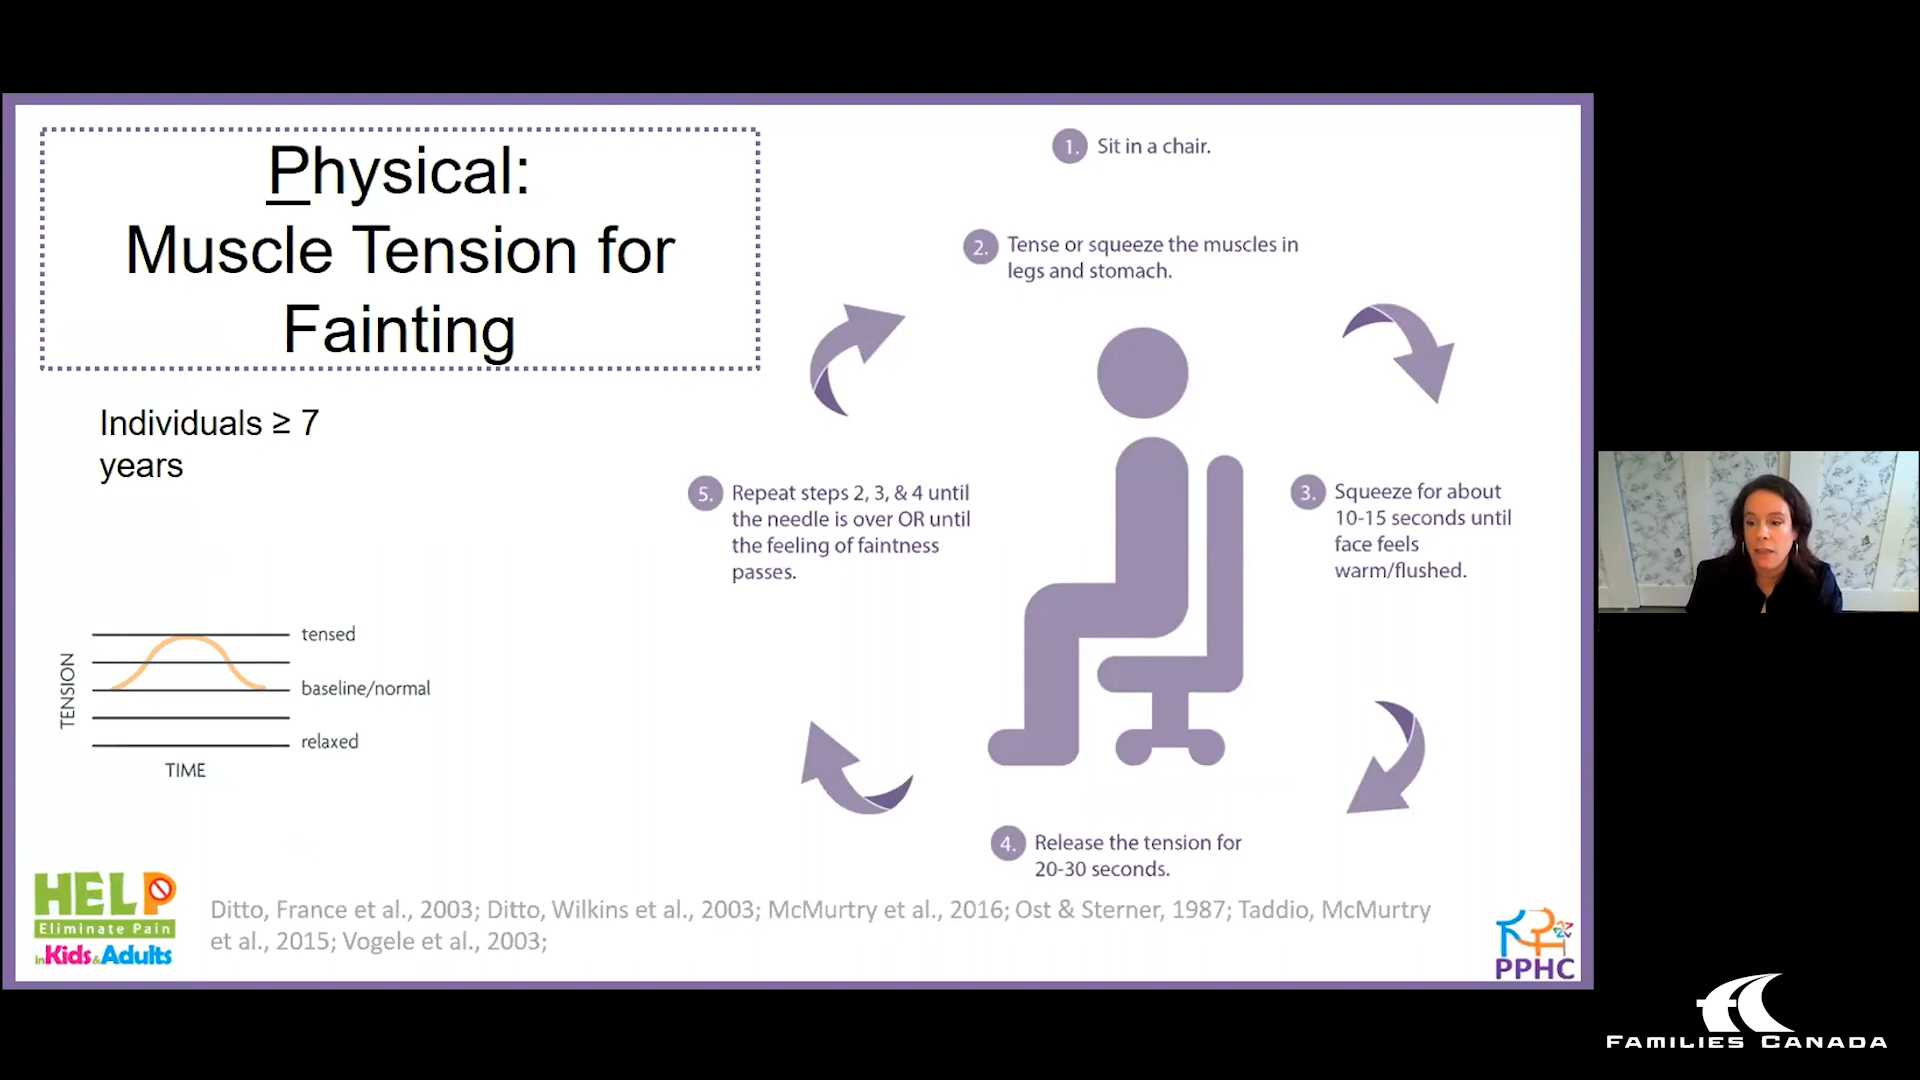 Physical:
Muscle Tension for
Fainting
Individuals ≥ 7
years
1. Sit in a chair.
2. Tense or squeeze the muscles in
legs and stomach.
3. Squeeze for about
10-15 seconds until
face feels
warm/flushed.
4. Release the tension for
20-30 seconds.
5. Repeat steps 2, 3, & 4 until
the needle is over OR until
the feeling of faintness
passes.
TENSION
tensed
baseline/normal
relaxed
TIME
HELP
Eliminate Pain
in Kids & Adults
Ditto, France et al., 2003; Ditto, Wilkins et al., 2003; McMurtry et al., 2016; Ost & Sterner, 1987; Taddio, McMurtry
et al., 2015; Vogele et al., 2003;
PPHC
FAMILIES CANADA